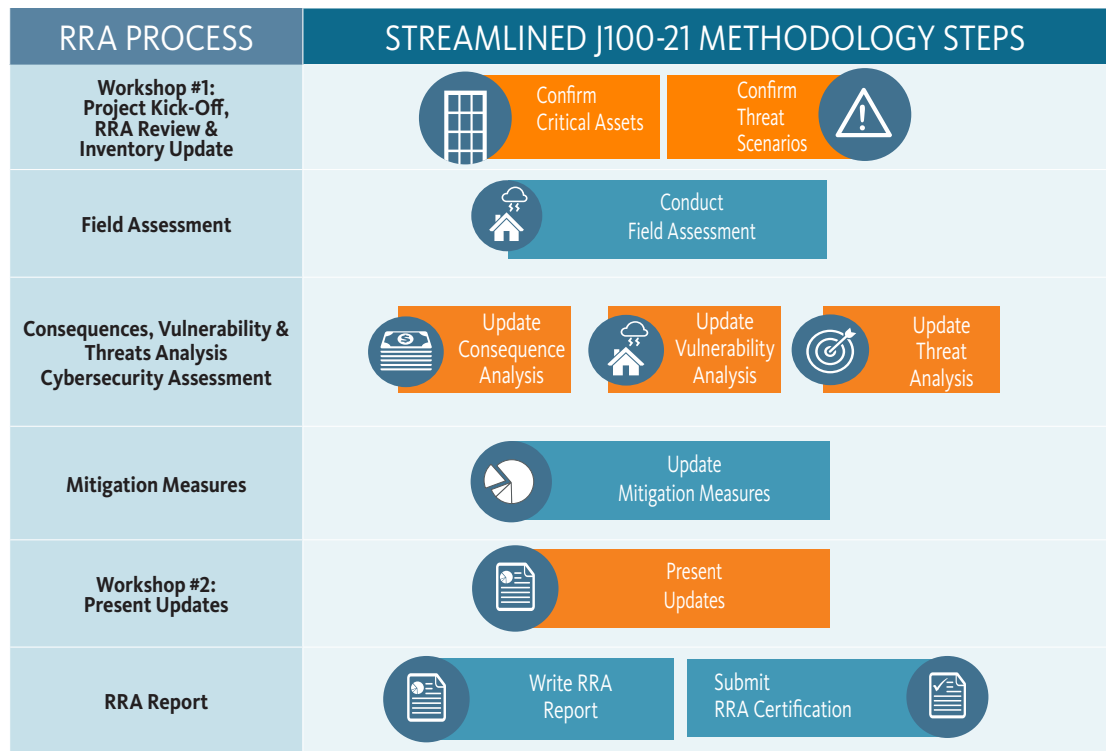 RRA PROCESS
STREAMLINED J100-21 METHODOLOGY STEPS
Workshop #1:
Project Kick-Off,
RRA Review &
Inventory Update
Confirm
Critical Assets
Confirm
Threat
Scenarios
Field Assessment
Conduct
Field Assessment
Consequences, Vulnerability &
Threats Analysis
Cybersecurity Assessment
$
Update
Consequence
Analysis
Update
Vulnerability
Analysis
Update
Threat
Analysis
Mitigation Measures
Update
Mitigation Measures
Workshop #2:
Present Updates
Present
Updates
RRA Report
Write RRA
Report
Submit
RRA Certification